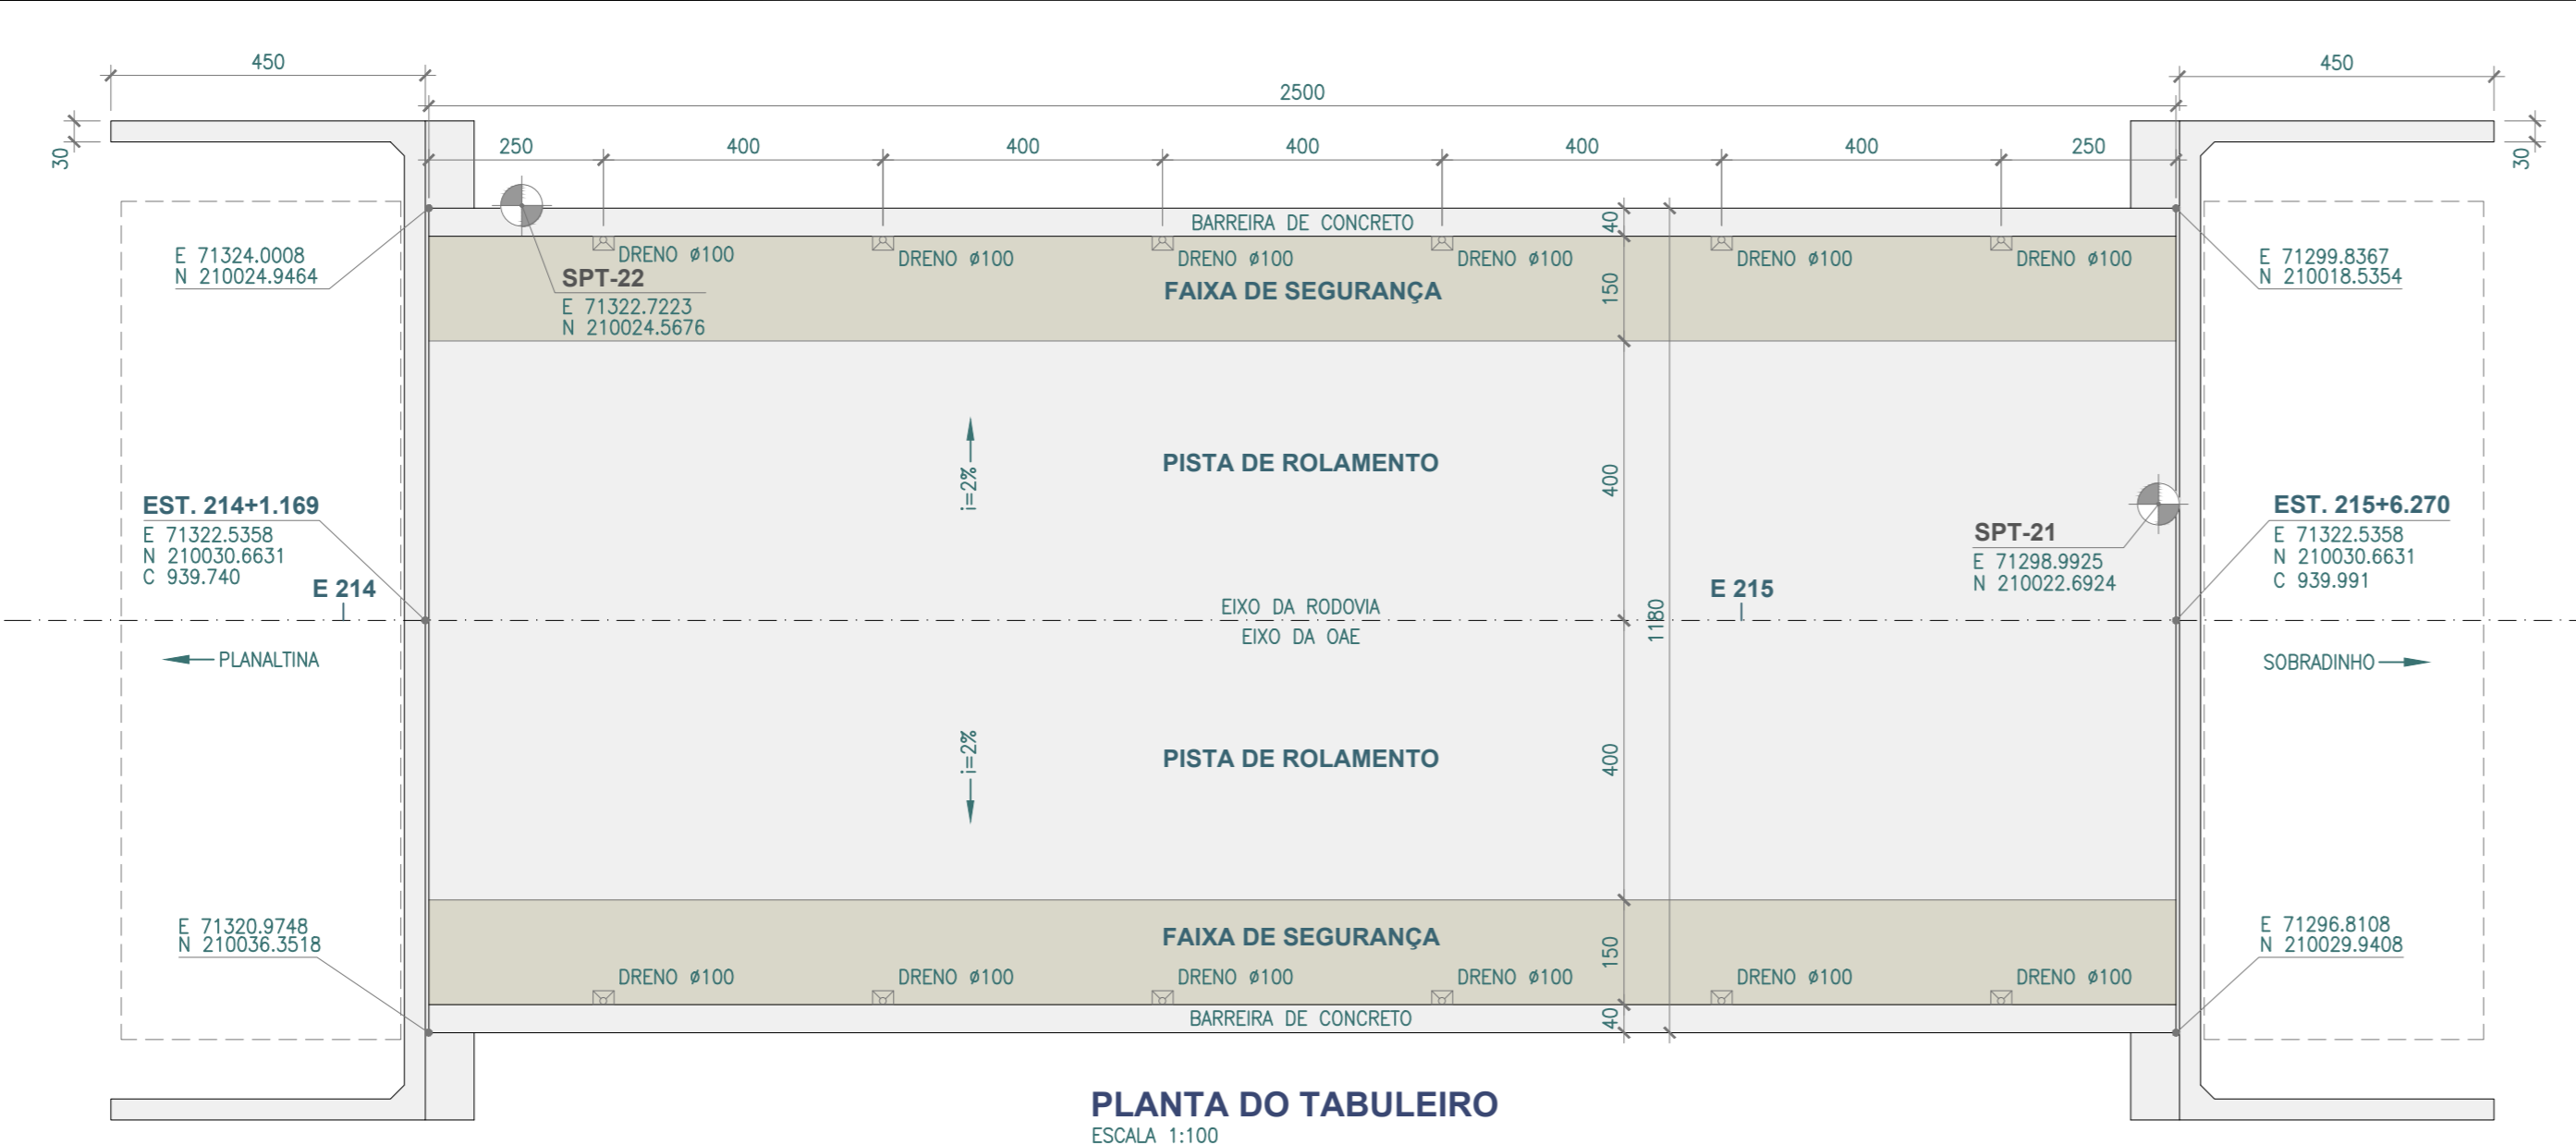 450
450
2500
30
250
400
400
400
400
400
250
30
BARREIRA DE CONCRETO
40
DRENO ø100
DRENO ø100
DRENO ø100
DRENO ø100
DRENO ø100
DRENO ø100
E 71324.0008
N 210024.9464
SPT-22
E 71322.7223
N 210024.5676
FAIXA DE SEGURANÇA
150
E 71299.8367
N 210018.5354
i=2%
PISTA DE ROLAMENTO
400
EST. 214+1.169
E 71322.5358
N 210030.6631
C 939.740
E 214
SPT-21
E 71298.9925
N 210022.6924
E 215
EST. 215+6.270
E 71322.5358
N 210030.6631
C 939.991
EIXO DA RODOVIA
EIXO DA OAE
1180
PLANALTINA
SOBRADINHO
i=2%
PISTA DE ROLAMENTO
400
E 71320.9748
N 210036.3518
FAIXA DE SEGURANÇA
150
E 71296.8108
N 210029.9408
DRENO ø100
DRENO ø100
DRENO ø100
DRENO ø100
DRENO ø100
DRENO ø100
BARREIRA DE CONCRETO
40
PLANTA DO TABULEIRO
ESCALA 1:100